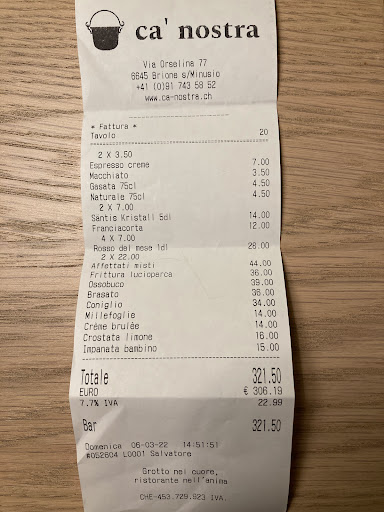 ca' nostra
Via Orselina 77
6645 Brione s/Minusio
+41 (0)91 743 58 52
www.ca-nostra.ch
* Fattura *
Tavolo 20
2 X 3.50
Espresso creme 7.00
Macchiato 3.50
Gasata 75cl 4.50
Naturale 75cl 4.50
2 X 7.00
Säntis Kristall 5dl 14.00
Franciacorta 12.00
4 X 7.00
Rosso del mese 1dl 28.00
2 X 22.00
Affettati misti 44.00
Frittura lucioperca 36.00
Ossobuco 39.00
Brasato 36.00
Coniglio 34.00
Millefoglie 14.00
Crème brulée 14.00
Crostata limone 16.00
Impanata bambino 15.00
Totale 321.50
EURO € 306.19
7.7% IVA 22.99
Bar 321.50
Domenica 06-03-22 14:51:51
#052604 L0001 Salvatore
Grotto nel cuore,
ristorante nell'anima
CHE-453.729.923 IVA.